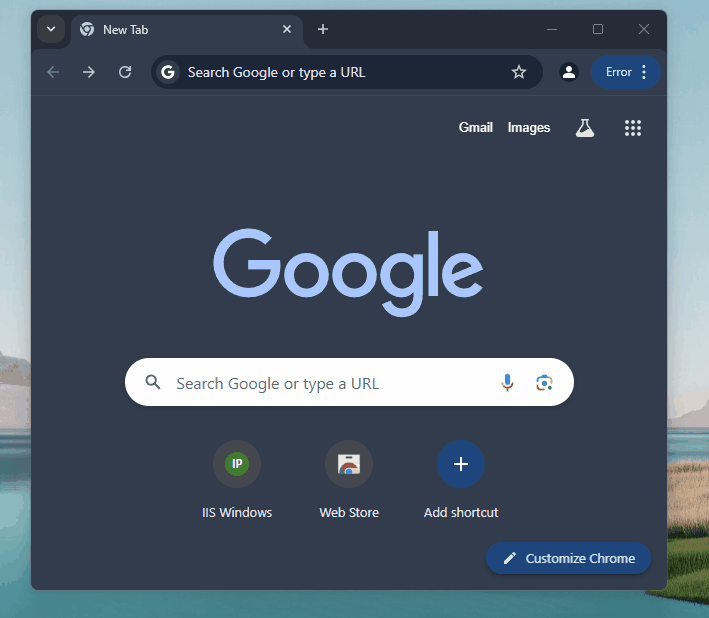 New Tab
Search Google or type a URL
Error
Gmail Images
Google
Search Google or type a URL
IP
IIS Windows Web Store Add shortcut
Customize Chrome